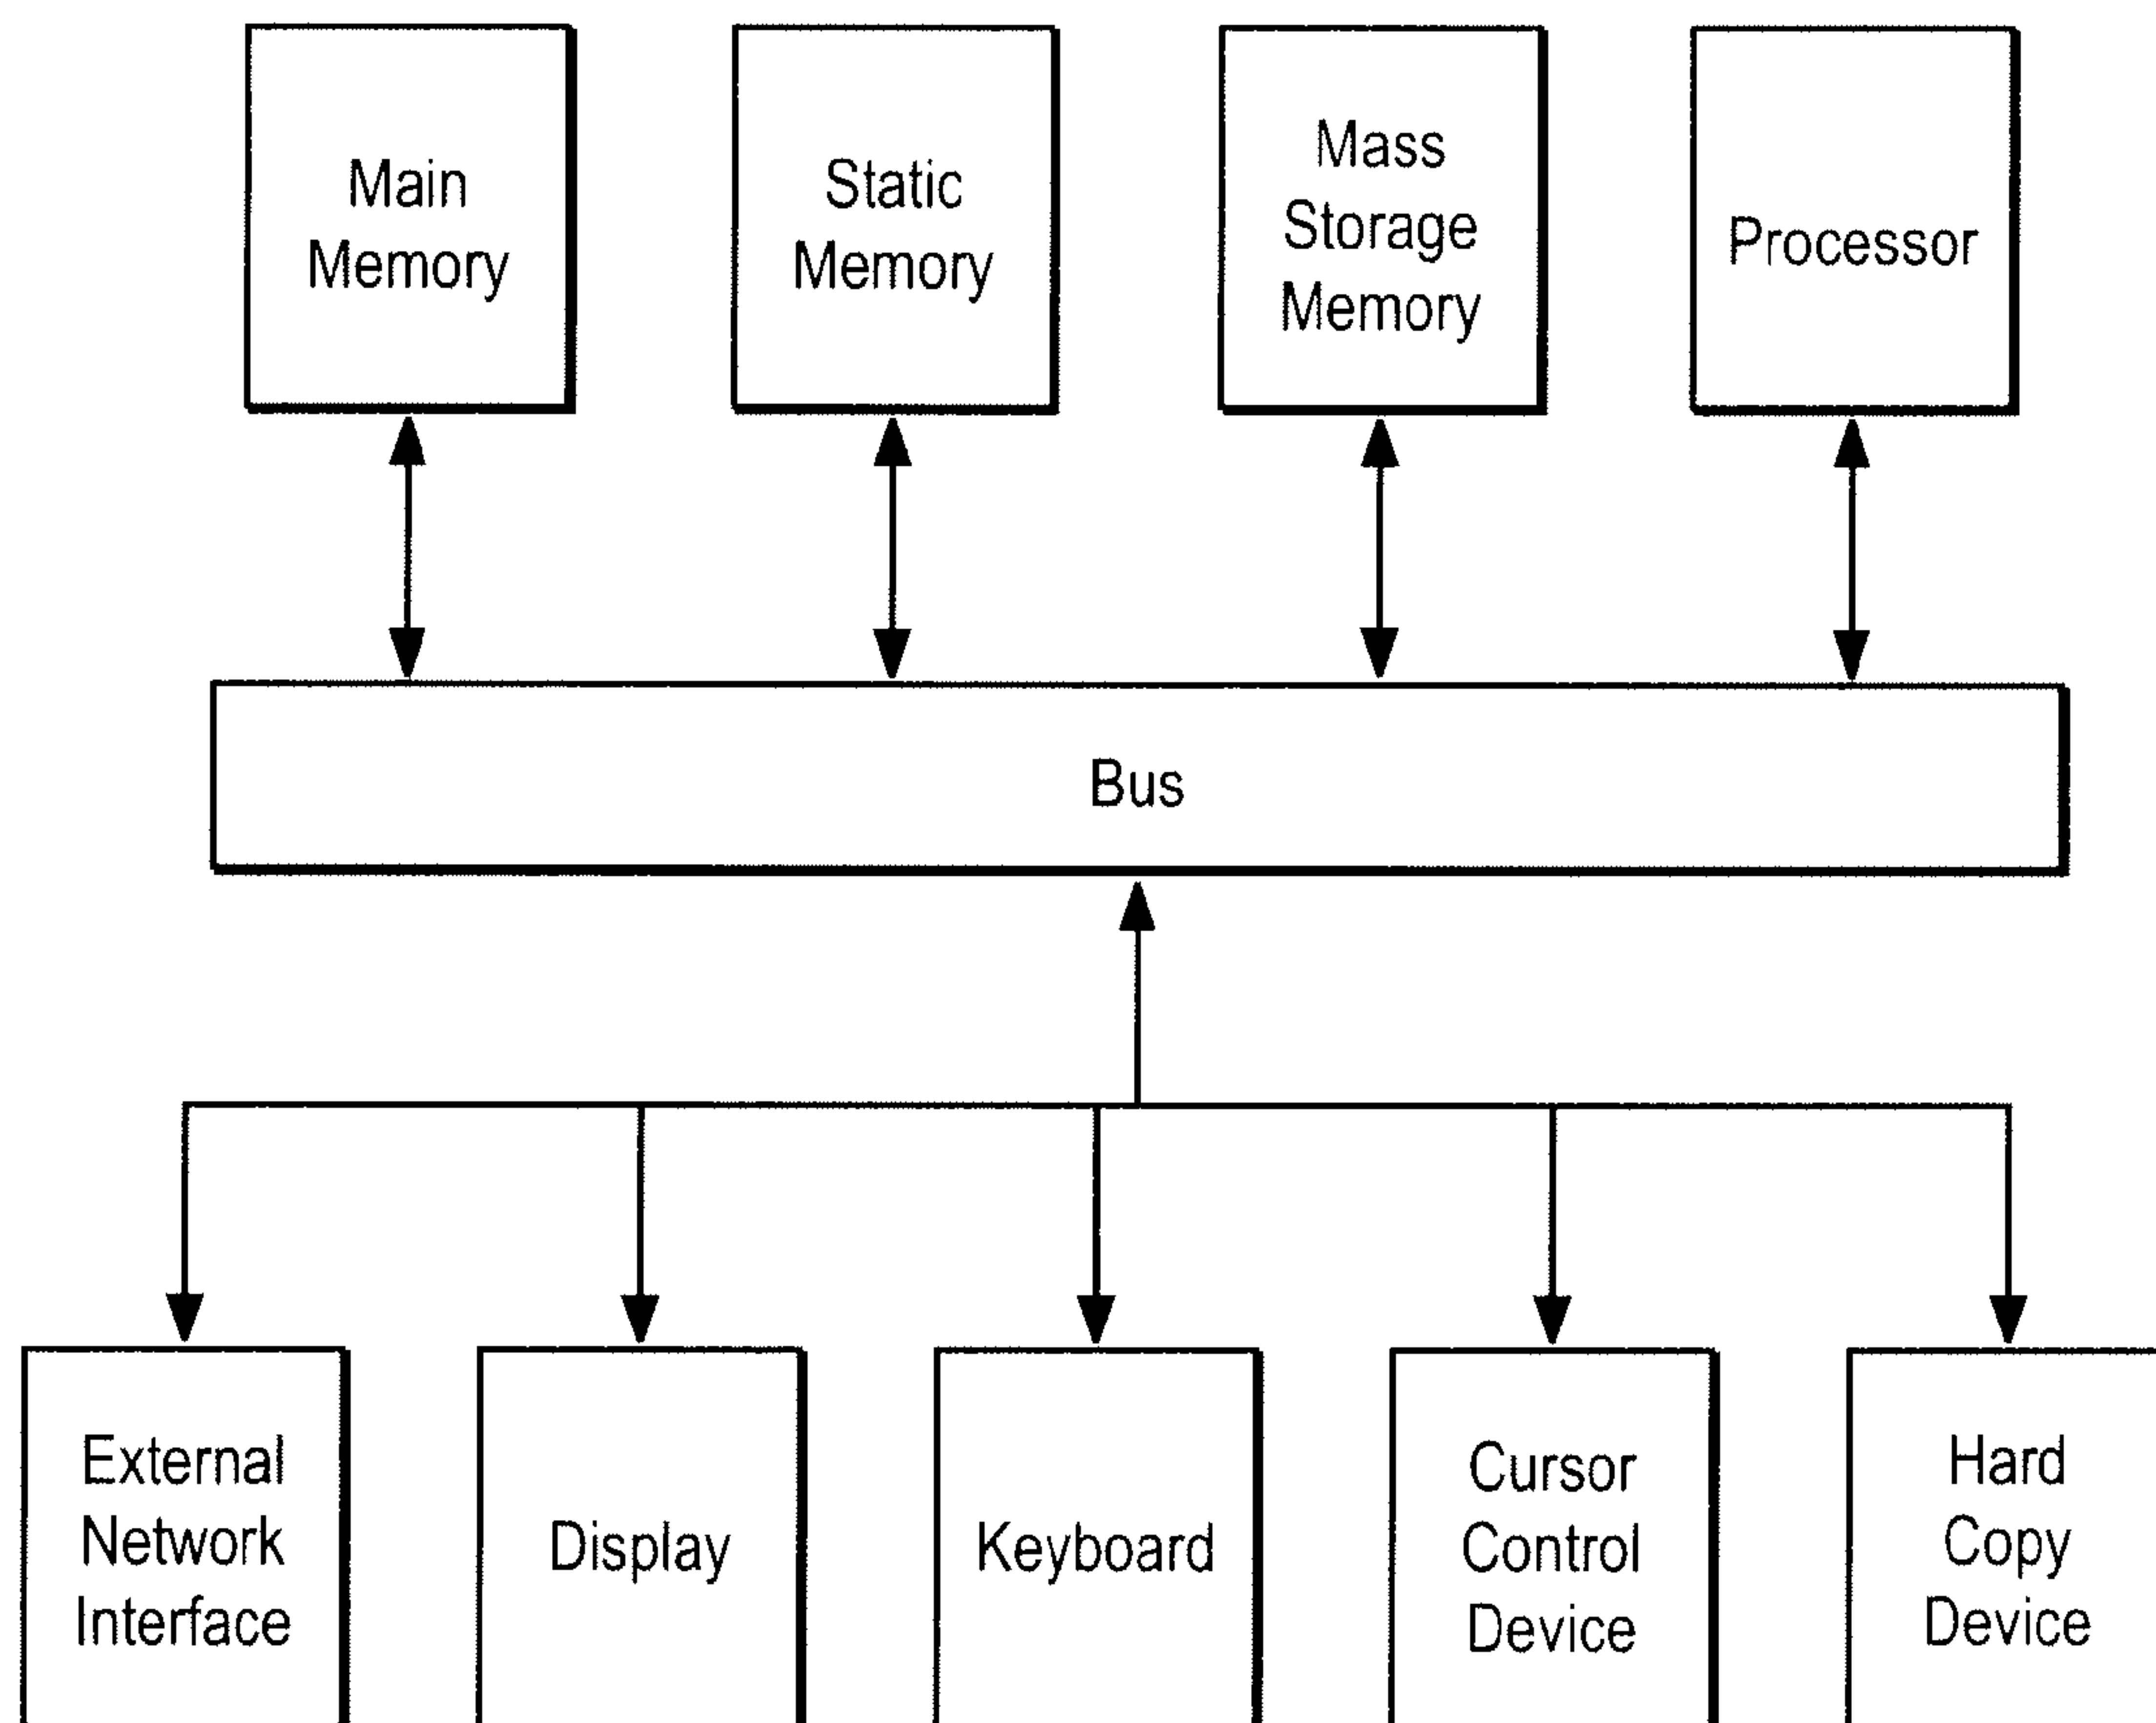 Main
Memory
Static
Memory
Mass
Storage
Memory
Processor
Bus
External
Network
Interface
Display
Keyboard
Cursor
Control
Device
Hard
Copy
Device